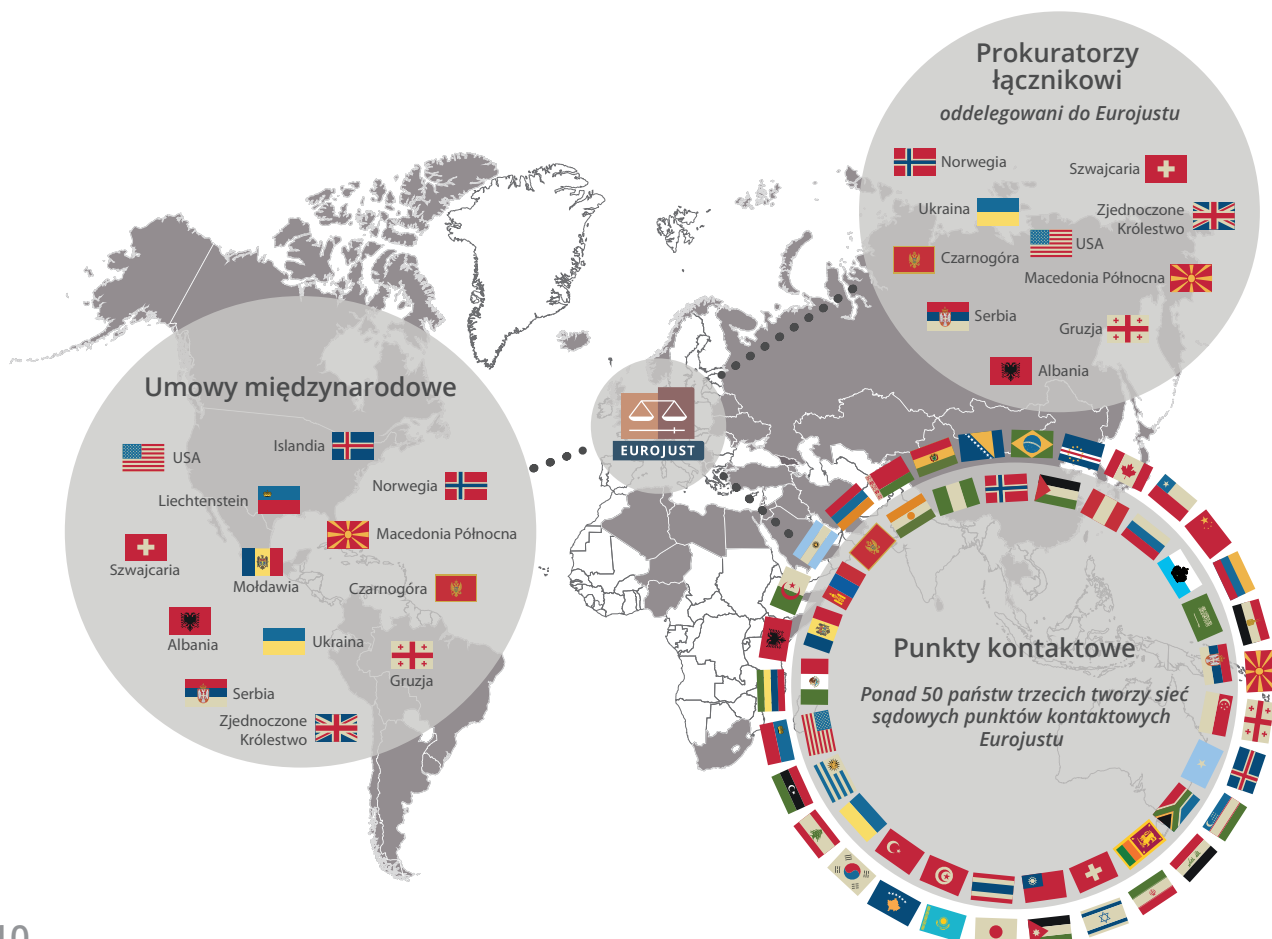 Prokuratorzy
łącznikowi
oddelegowani do Eurojustu
Norwegia
Szwajcaria
Ukraina
Zjednoczone
Królestwo
USA
Czarnogóra
Macedonia Północna
Serbia
Gruzja
Albania
Umowy międzynarodowe
USA
Islandia
Liechtenstein
Norwegia
Macedonia Północna
Szwajcaria
Mołdawia
Czarnogóra
Albania
Ukraina
Gruzja
Serbia
Zjednoczone
Królestwo
EUROJUST
Punkty kontaktowe
Ponad 50 państw trzecich tworzy sieć
sądowych punktów kontaktowych
Eurojustu
10